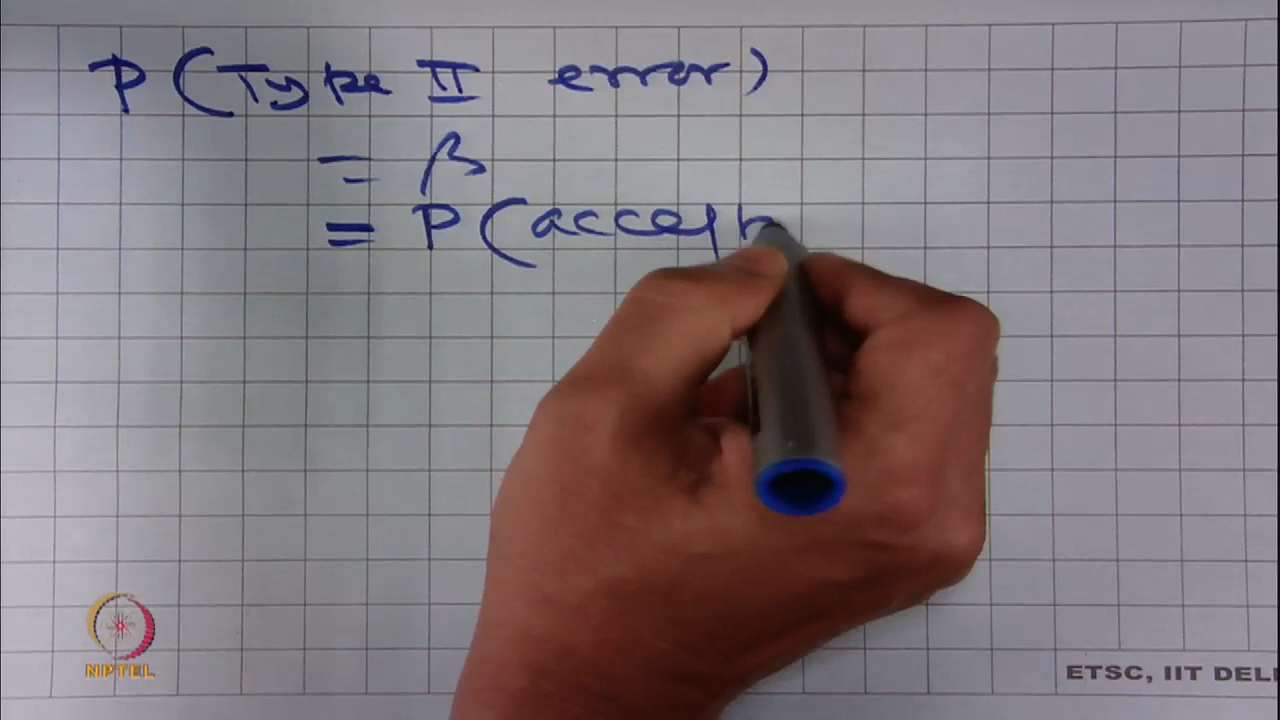 P (Type II error)
= β
= P (accep
NPTEL
ETSC, IIT DEL